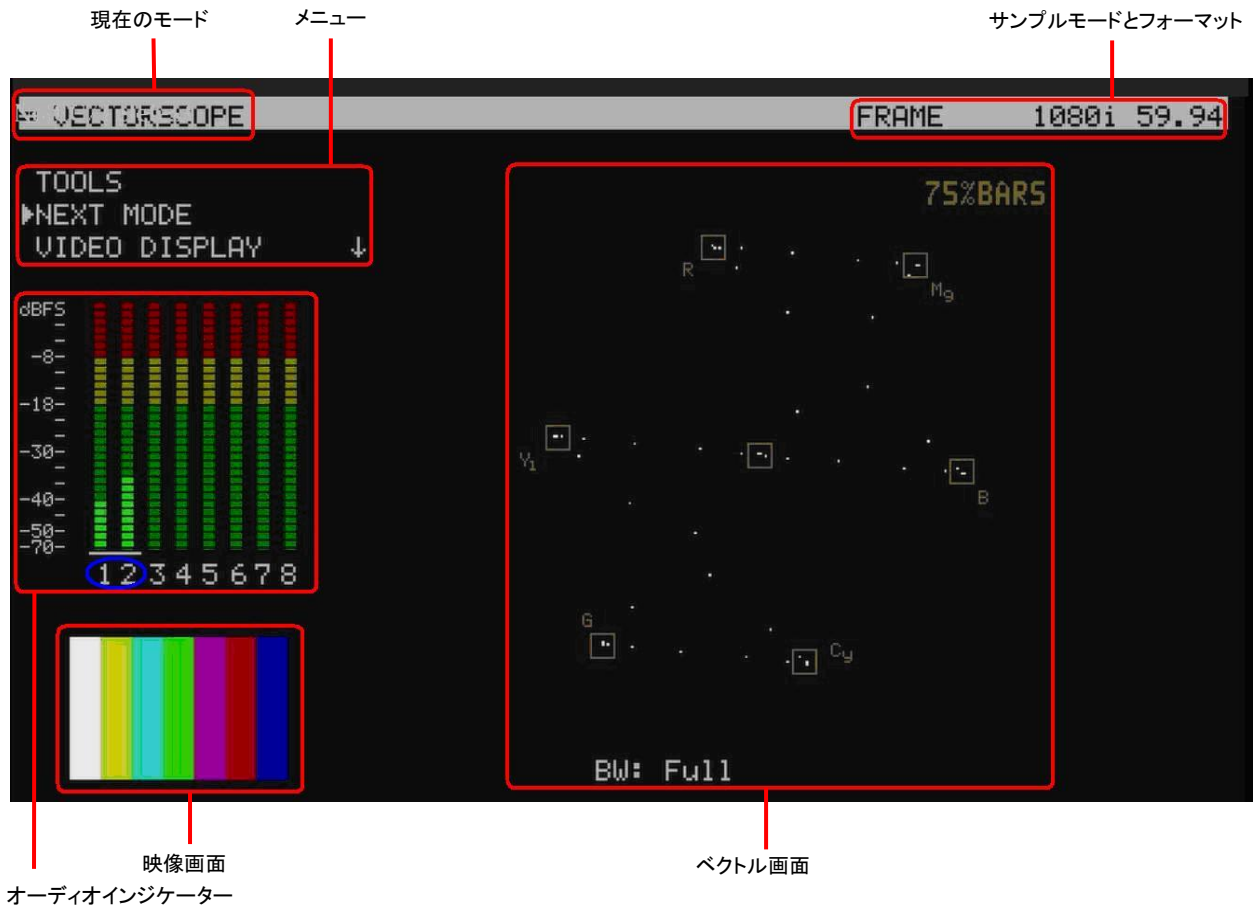 現在のモード
メニュー
サンプルモードとフォーマット
VECTORSCOPE
FRAME 1080i 59.94
TOOLS
▶NEXT MODE
VIDEO DISPLAY ↓
75%BARS
R
Mg
Yl
B
G
Cy
BW: Full
dBFS
-8-
-18-
-30-
-40-
-50-
-70-
1 2 3 4 5 6 7 8
映像画面
ベクトル画面
オーディオインジケーター